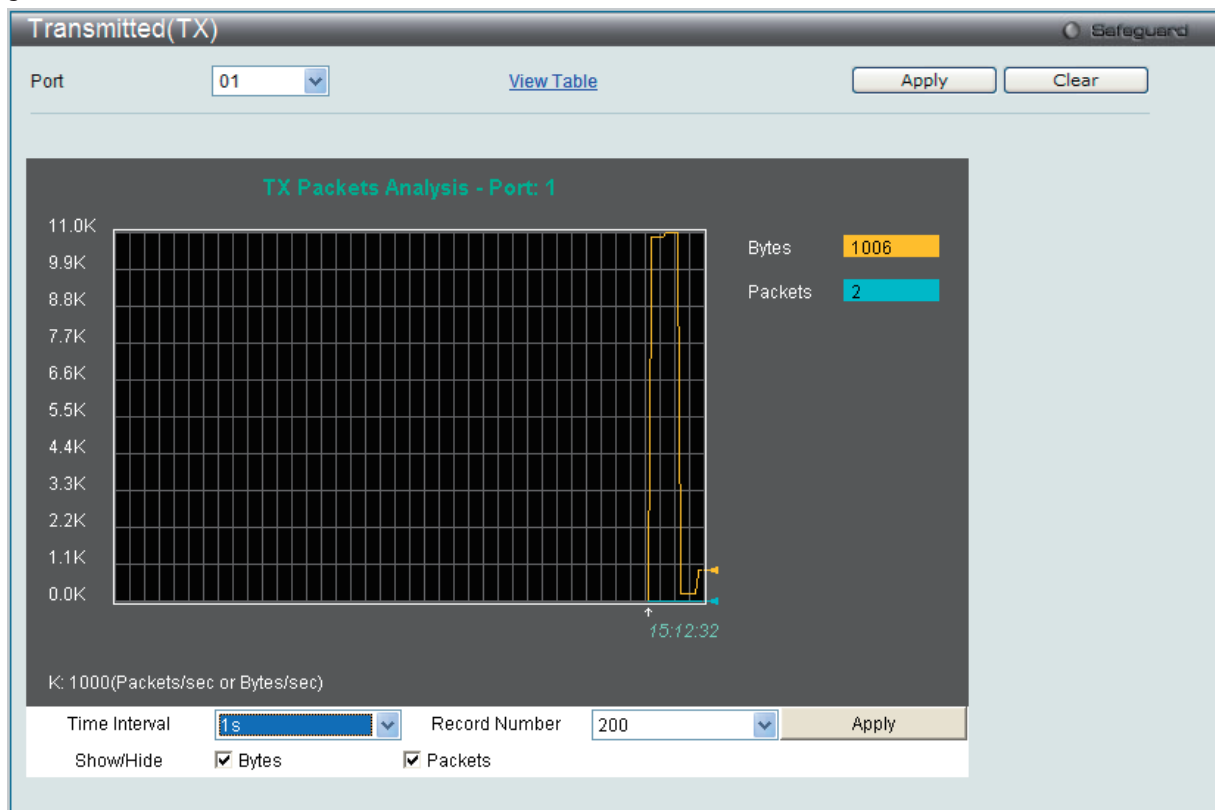 Transmitted(TX)
Safeguard
Port 01 View Table Apply Clear
TX Packets Analysis - Port: 1
11.0K
9.9K
8.8K
7.7K
6.6K
5.5K
4.4K
3.3K
2.2K
1.1K
0.0K
Bytes 1006
Packets 2
15:12:32
K: 1000(Packets/sec or Bytes/sec)
Time Interval 1s Record Number 200 Apply
Show/Hide Bytes Packets